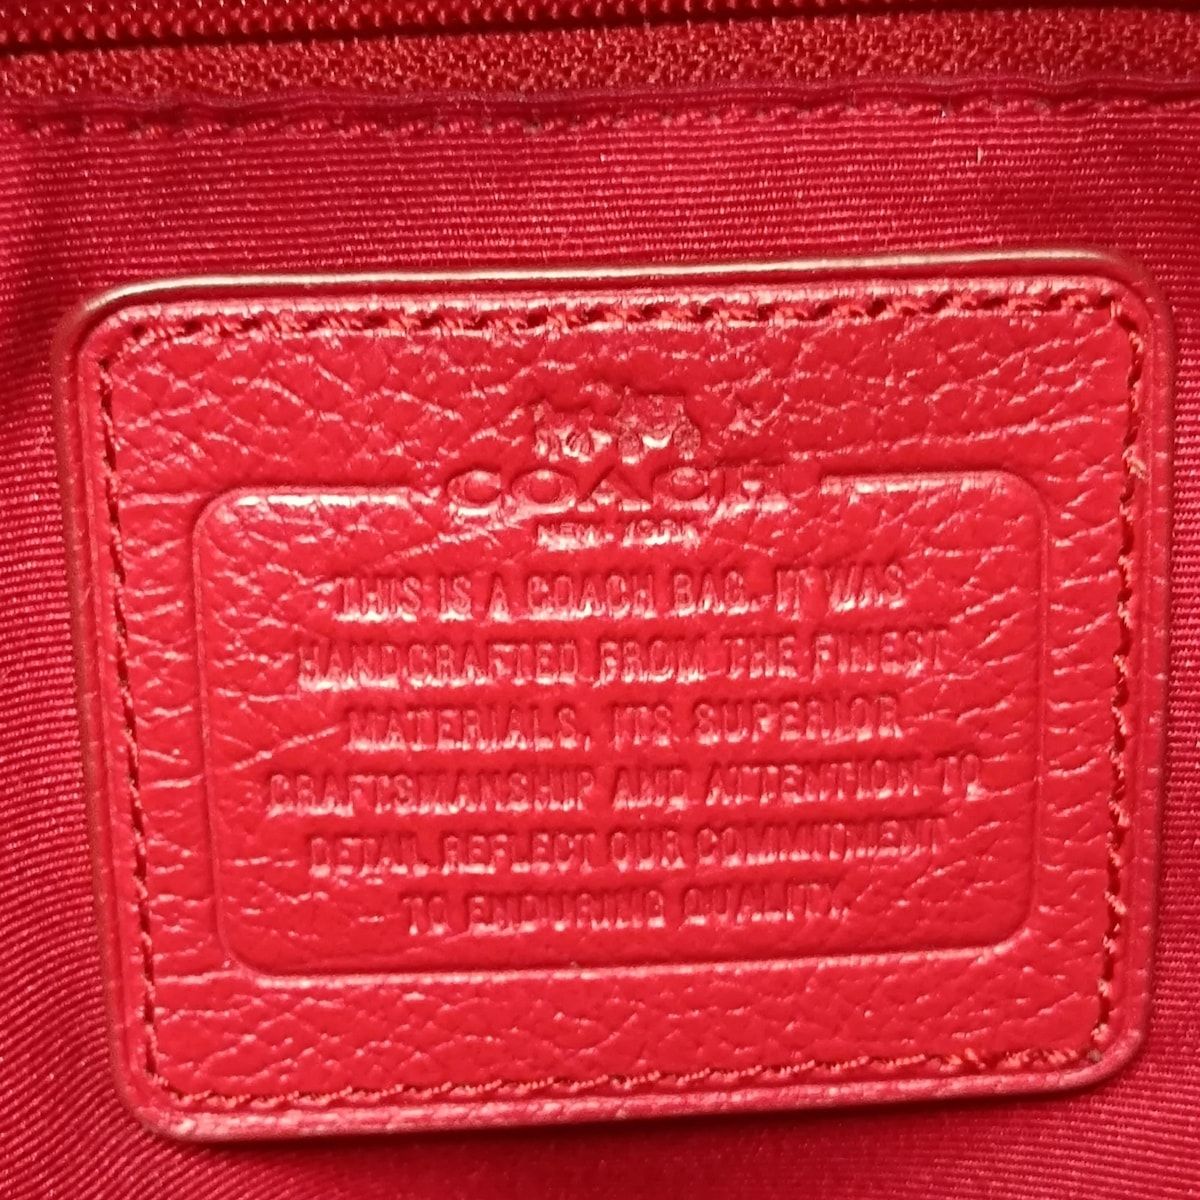 COACH
NEW YORK
THIS IS A COACH BAG. IT WAS
HANDCRAFTED FROM THE FINEST
MATERIALS, ITS SUPERIOR
CRAFTSMANSHIP AND ATTENTION TO
DETAIL REFLECT OUR COMMITMENT
TO ENDURING QUALITY.